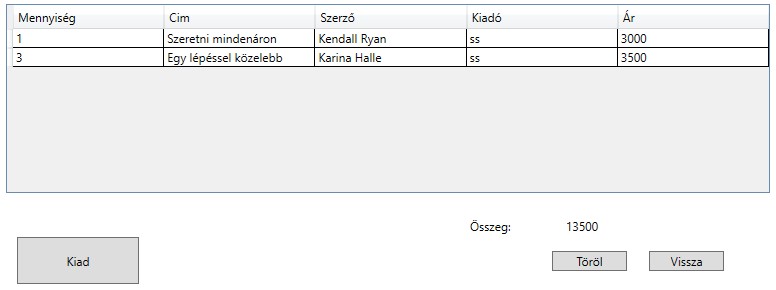 Mennyiség Cim Szerző Kiadó Ár
1 Szeretni mindenáron Kendall Ryan ss 3000
3 Egy lépéssel közelebb Karina Halle ss 3500
Összeg: 13500
Kiad Töröl Vissza